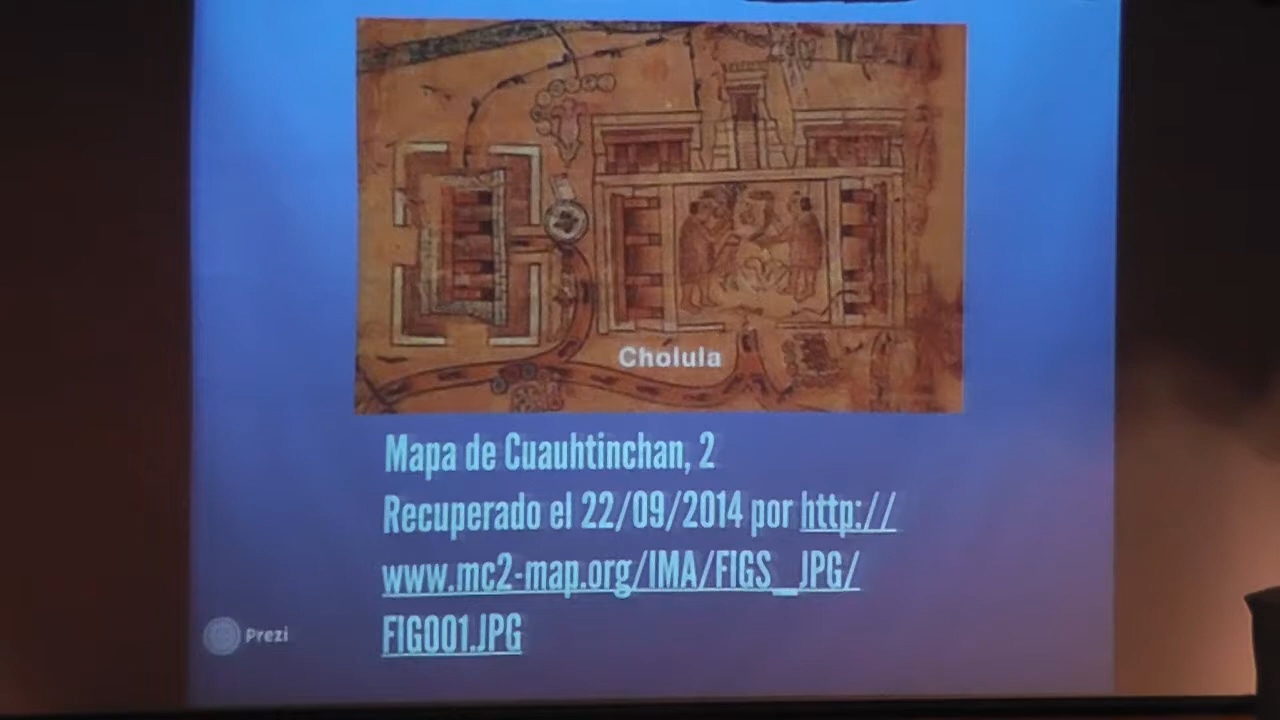 Cholula
Mapa de Cuauhtinchan, 2
Recuperado el 22/09/2014 por http://
www.mc2-map.org/IMA/FIGS_JPG/
FIG001.JPG
Prezi